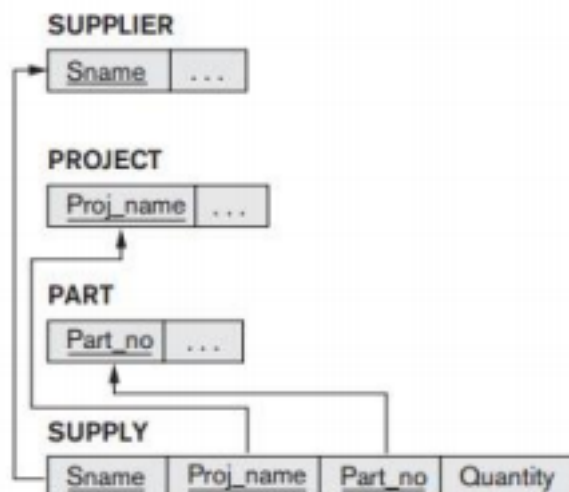 SUPPLIER
Sname ...
PROJECT
Proj_name ...
PART
Part_no ...
SUPPLY
Sname Proj_name Part_no Quantity